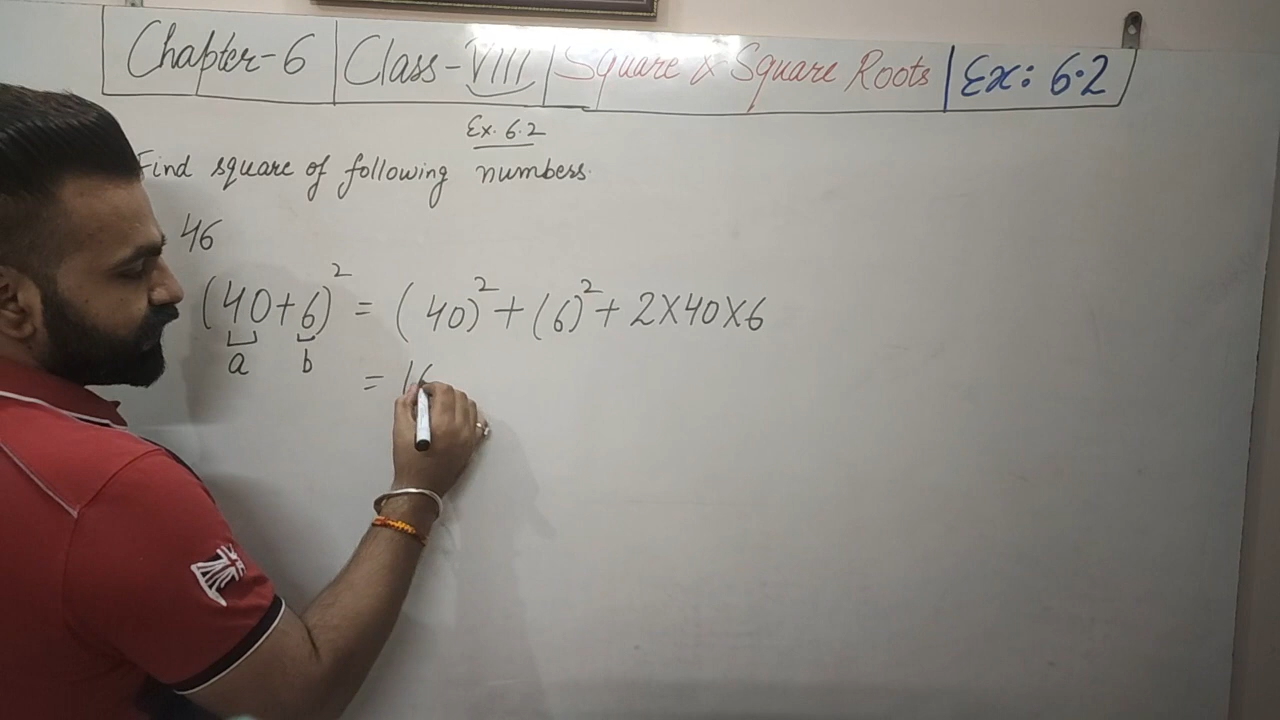 Chapter-6 Class-VIII Square & Square Roots Ex: 6.2
Ex. 6.2
Find square of following numbers.
46
(40+6)² = (40)² + (6)² + 2×40×6
a b
= 16